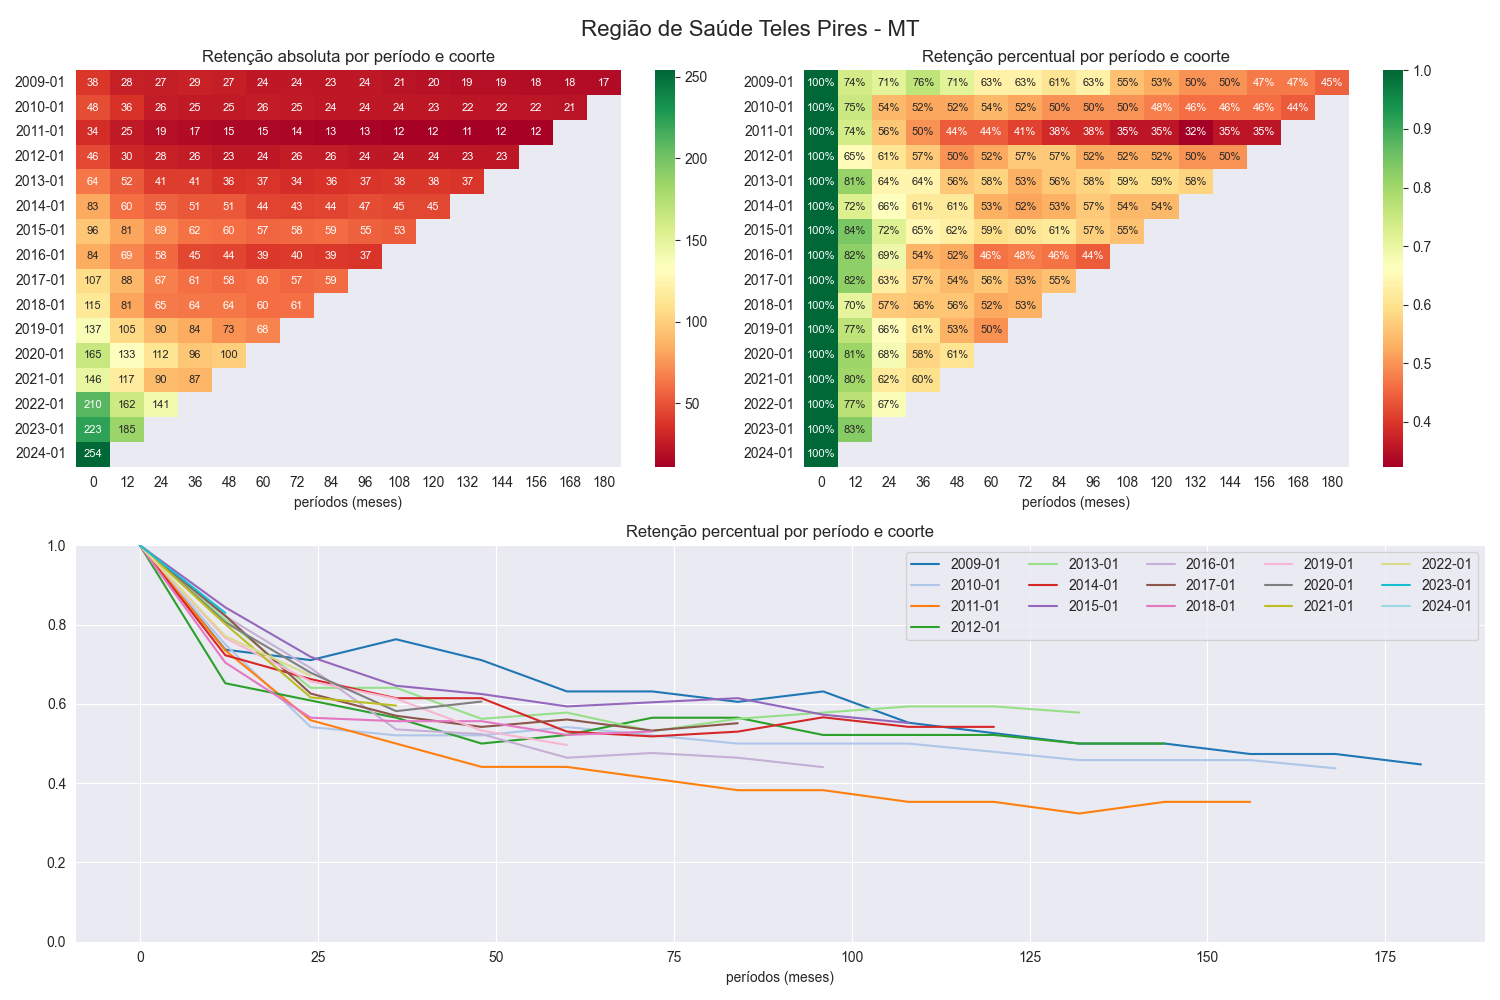 Região de Saúde Teles Pires - MT
Retenção absoluta por período e coorte
2009-01 38 28 27 29 27 24 24 23 24 21 20 19 19 18 18 17
2010-01 48 36 26 25 25 26 25 24 24 24 23 22 22 22 21
2011-01 34 25 19 17 15 15 14 13 13 12 12 11 12 12
2012-01 46 30 28 26 23 24 26 26 24 24 24 23 23
2013-01 64 52 41 41 36 37 34 36 37 38 38 37
2014-01 83 60 55 51 51 44 43 44 47 45 45
2015-01 96 81 69 62 60 57 58 59 55 53
2016-01 84 69 58 45 44 39 40 39 37
2017-01 107 88 67 61 58 60 57 59
2018-01 115 81 65 64 64 60 61
2019-01 137 105 90 84 73 68
2020-01 165 133 112 96 100
2021-01 146 117 90 87
2022-01 210 162 141
2023-01 223 185
2024-01 254
0 12 24 36 48 60 72 84 96 108 120 132 144 156 168 180
períodos (meses)
250
200
150
100
50
Retenção percentual por período e coorte
2009-01 100% 74% 71% 76% 71% 63% 63% 61% 63% 55% 53% 50% 50% 47% 47% 45%
2010-01 100% 75% 54% 52% 52% 54% 52% 50% 50% 50% 48% 46% 46% 46% 44%
2011-01 100% 74% 56% 50% 44% 44% 41% 38% 38% 35% 35% 32% 35% 35%
2012-01 100% 65% 61% 57% 50% 52% 57% 57% 52% 52% 52% 50% 50%
2013-01 100% 81% 64% 64% 56% 58% 53% 56% 58% 59% 59% 58%
2014-01 100% 72% 66% 61% 61% 53% 52% 53% 57% 54% 54%
2015-01 100% 84% 72% 65% 62% 59% 60% 61% 57% 55%
2016-01 100% 82% 69% 54% 52% 46% 48% 46% 44%
2017-01 100% 82% 63% 57% 54% 56% 53% 55%
2018-01 100% 70% 57% 56% 56% 52% 53%
2019-01 100% 77% 66% 61% 53% 50%
2020-01 100% 81% 68% 58% 61%
2021-01 100% 80% 62% 60%
2022-01 100% 77% 67%
2023-01 100% 83%
2024-01 100%
0 12 24 36 48 60 72 84 96 108 120 132 144 156 168 180
períodos (meses)
1.0
0.9
0.8
0.7
0.6
0.5
0.4
Retenção percentual por período e coorte
1.0
0.8
0.6
0.4
0.2
0.0
2009-01 2013-01 2016-01 2019-01 2022-01
2010-01 2014-01 2017-01 2020-01 2023-01
2011-01 2015-01 2018-01 2021-01 2024-01
2012-01
0 25 50 75 100 125 150 175
períodos (meses)